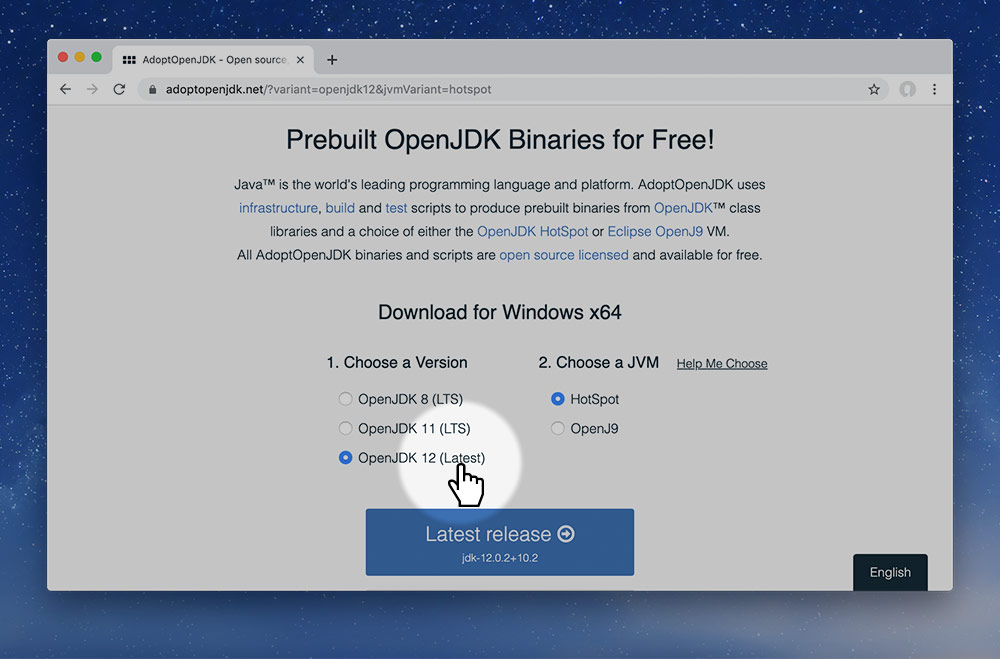 AdoptOpenJDK - Open source,
adoptopenjdk.net/?variant=openjdk12&jvmVariant=hotspot
Prebuilt OpenJDK Binaries for Free!
Java™ is the world's leading programming language and platform. AdoptOpenJDK uses
infrastructure, build and test scripts to produce prebuilt binaries from OpenJDK™ class
libraries and a choice of either the OpenJDK HotSpot or Eclipse OpenJ9 VM.
All AdoptOpenJDK binaries and scripts are open source licensed and available for free.
Download for Windows x64
1. Choose a Version
OpenJDK 8 (LTS)
OpenJDK 11 (LTS)
OpenJDK 12 (Latest)
2. Choose a JVM Help Me Choose
HotSpot
OpenJ9
Latest release
jdk-12.0.2+10.2
English